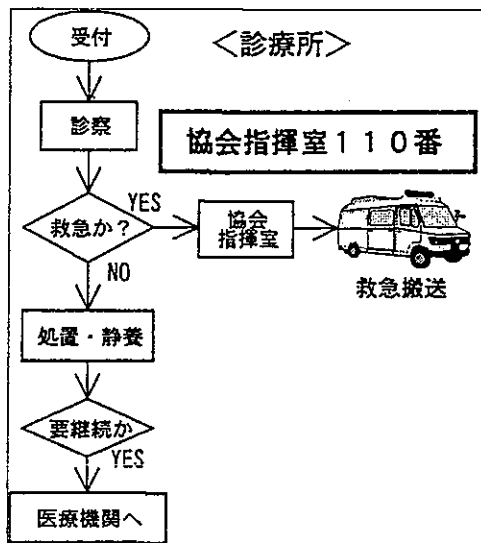 受付
＜診療所＞
診察
協会指揮室１１０番
救急か？
YES
協会
指揮室
救急搬送
NO
処置・静養
要継続か
YES
医療機関へ